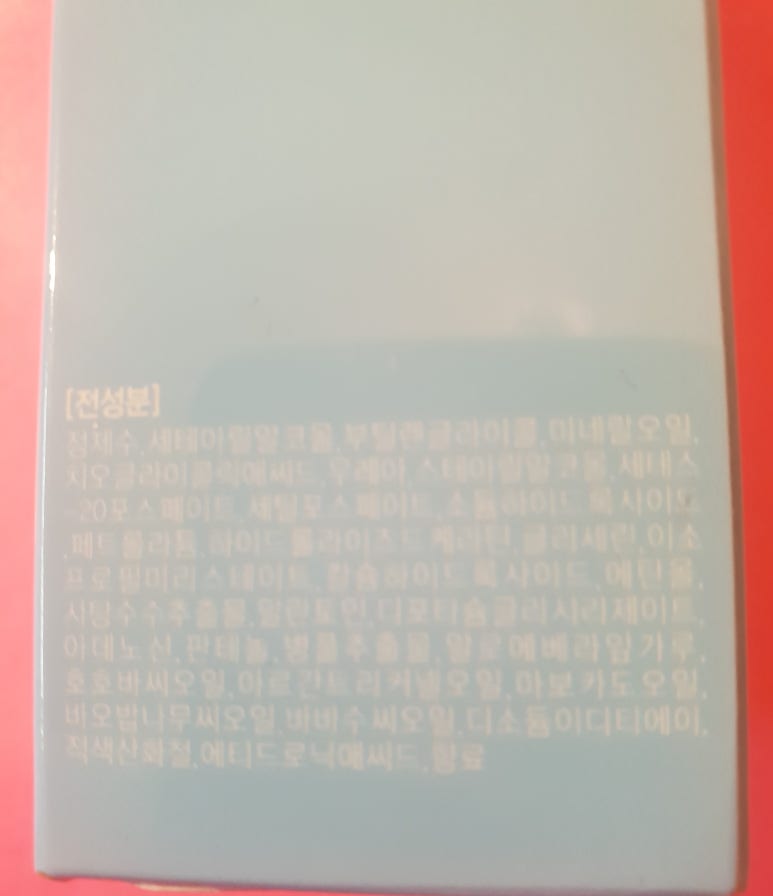 [전성분]
정제수,세테아릴알코올,부틸렌글라이콜,미네랄오일,
치오글라이콜릭애씨드,우레아,스테아릴알코올,세테스
-20포스페이트,세틸포스페이트,소듐하이드록사이드
,페트롤라툼,하이드롤라이즈드케라틴,글리세린,이소
프로필미리스테이트,칼슘하이드록사이드,에탄올,
사탕수수추출물,알란토인,디포타슘글리시리제이트,
아데노신,판테놀,병풀추출물,알로에베라잎가루,
호호바씨오일,아르간트리커넬오일,아보카도오일,
바오밥나무씨오일,바바수씨오일,디소듐이디티에이,
적색산화철,에티드로닉애씨드,향료